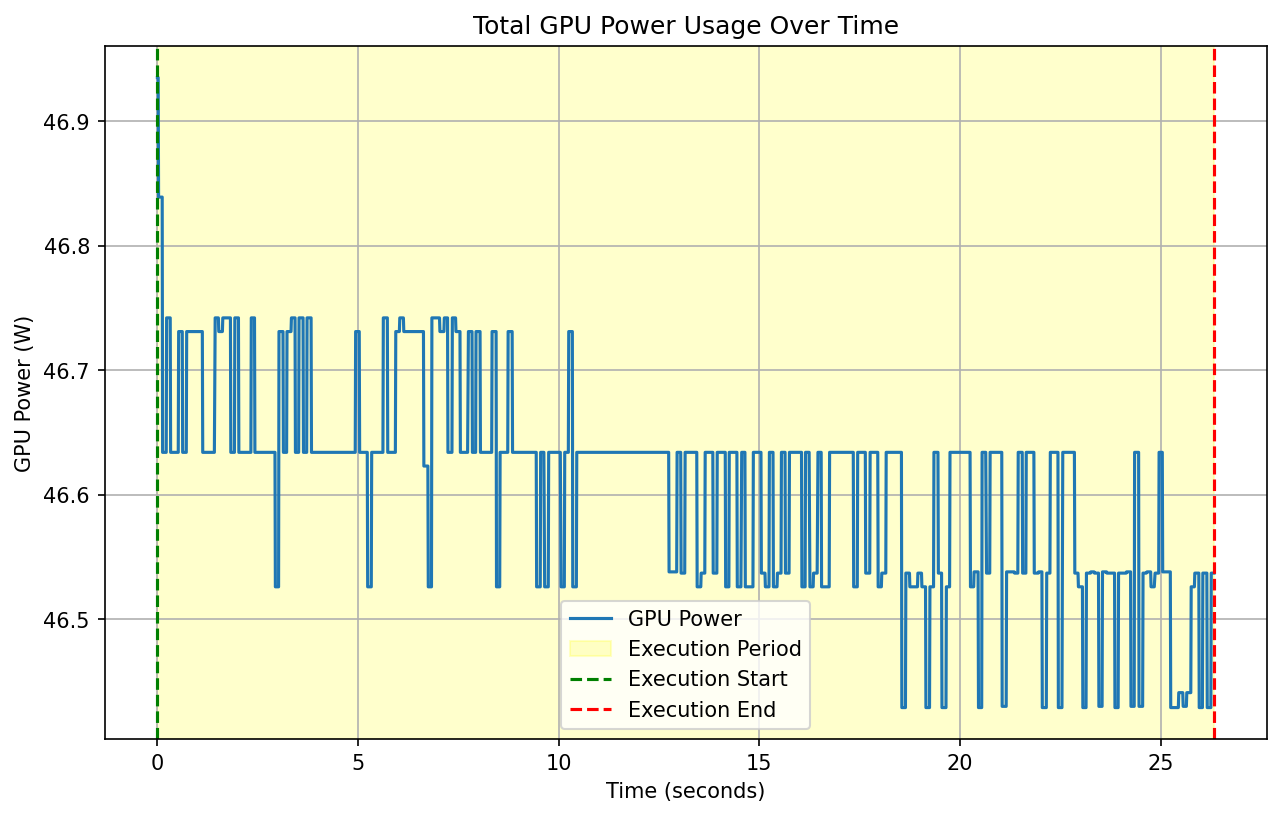 Total GPU Power Usage Over Time
GPU Power (W)
46.9
46.8
46.7
46.6
46.5
GPU Power
Execution Period
Execution Start
Execution End
0 5 10 15 20 25
Time (seconds)